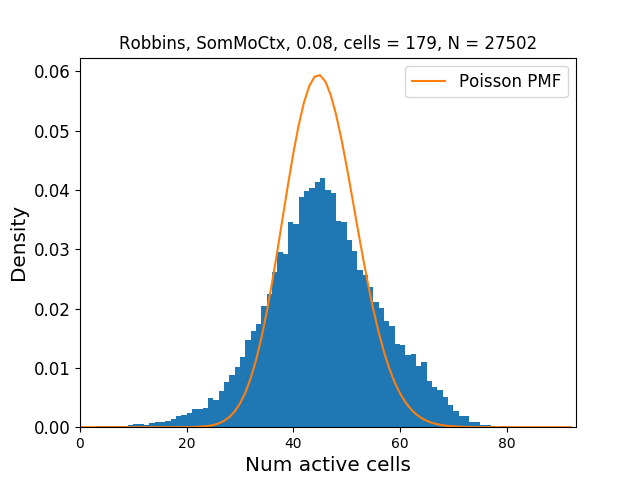 Robbins, SomMoCtx, 0.08, cells = 179, N = 27502
Poisson PMF
0.06
0.05
0.04
0.03
0.02
0.01
0.00
Density
0 20 40 60 80
Num active cells